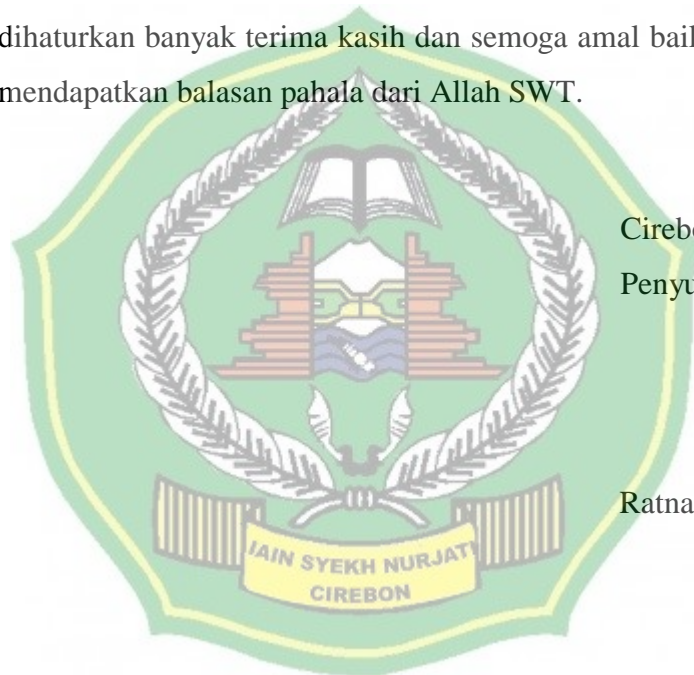 dihaturkan banyak terima kasih dan semoga amal baik
mendapatkan balasan pahala dari Allah SWT.
Cirebo
Penyu
Ratna
IAIN SYEKH NURJATI
CIREBON